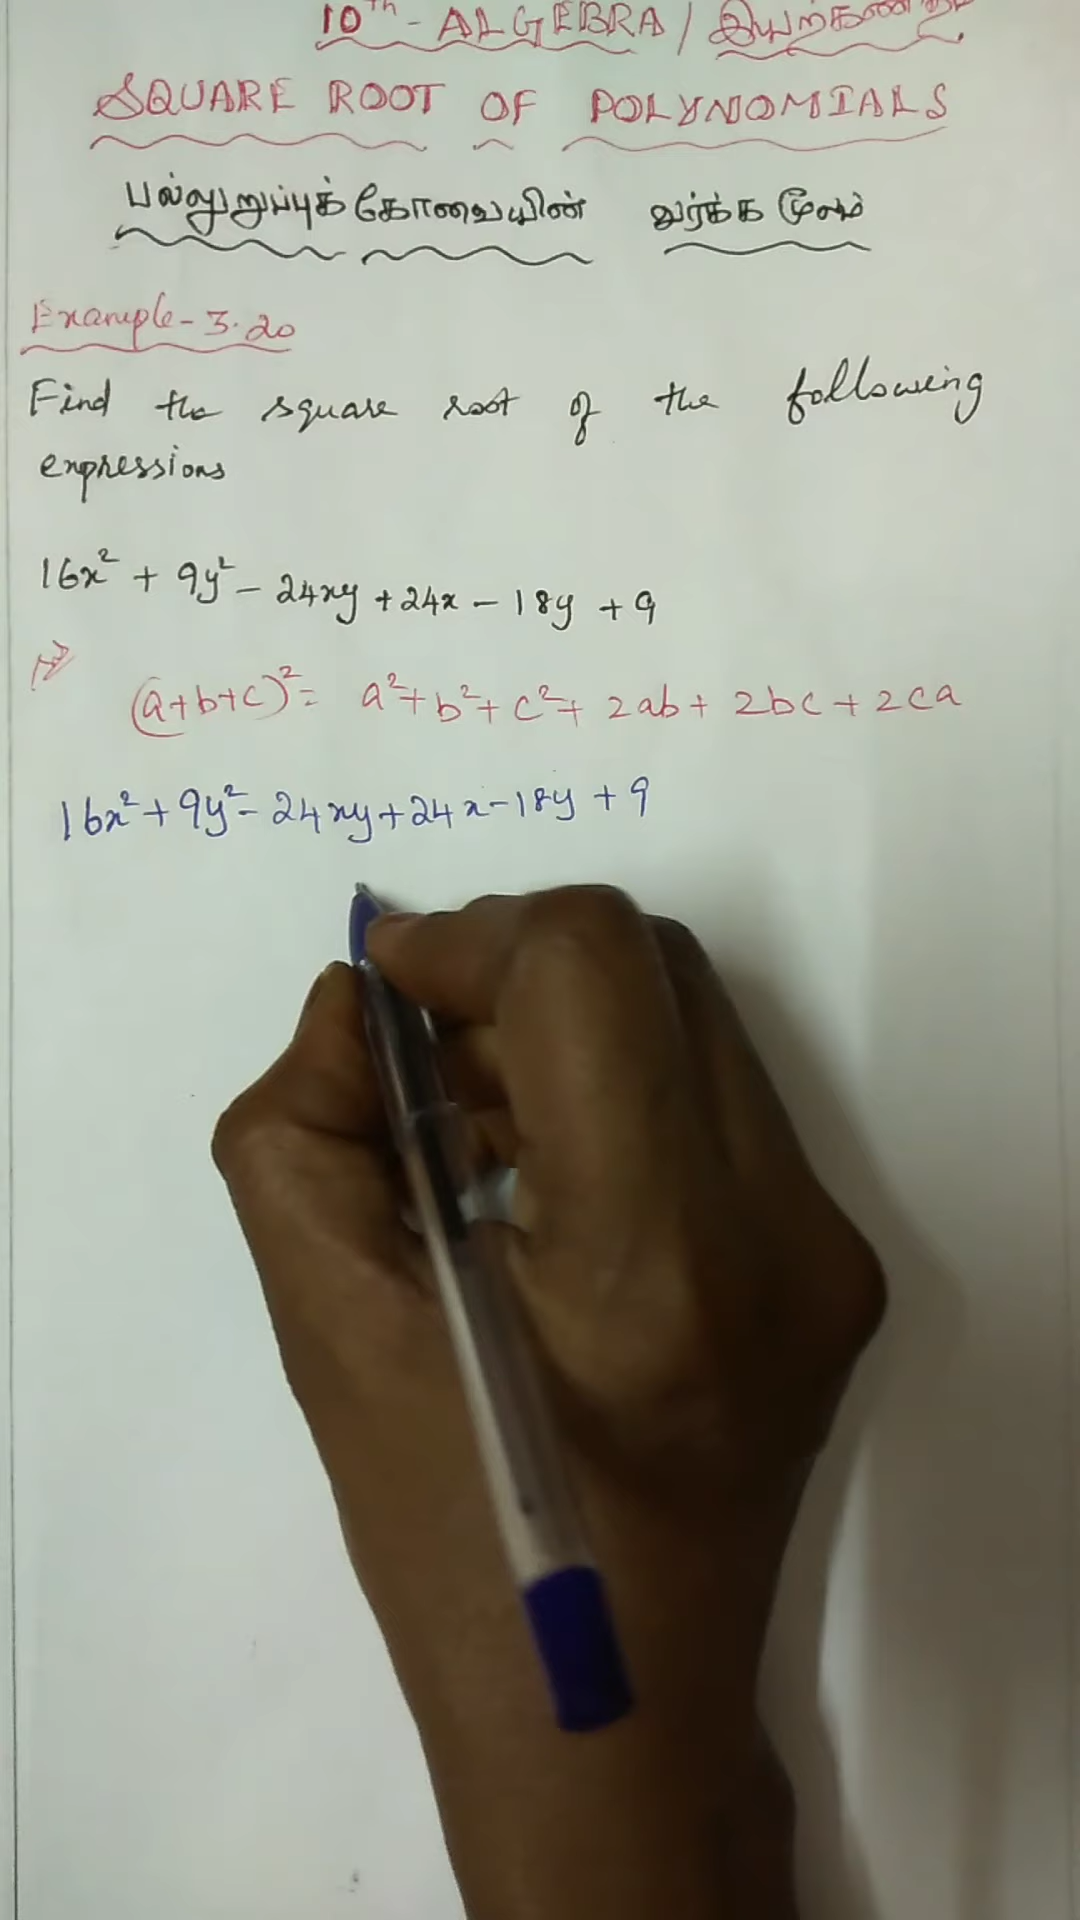 10th - ALGEBRA / இயற்கணிதம்
SQUARE ROOT OF POLYNOMIALS
பல்லுறுப்புக் கோவையின் வர்க்க மூலம்
Example - 3.20
Find the square root of the following
expressions
16x² + 9y² - 24xy + 24x - 18y + 9
(a+b+c)² = a² + b² + c² + 2ab + 2bc + 2ca
16x² + 9y² - 24xy + 24x - 18y + 9